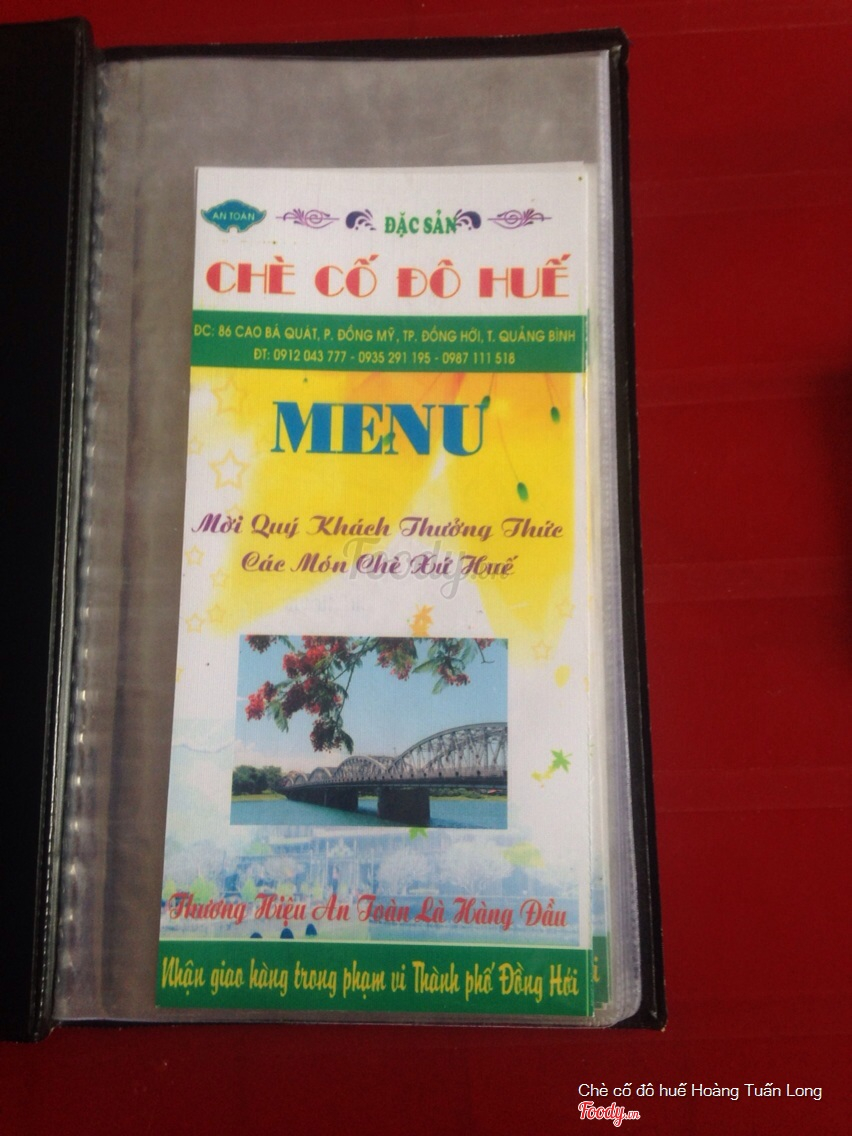 AN TOÀN
ĐẶC SẢN
CHÈ CỐ ĐÔ HUẾ
ĐC: 86 CAO BÁ QUÁT, P. ĐỒNG MỸ, TP. ĐỒNG HỚI, T. QUẢNG BÌNH
ĐT: 0912 043 777 - 0935 291 195 - 0987 111 518
MENU
Mời Quý Khách Thưởng Thức
Các Món Chè Xứ Huế
Foody.vn
Thương Hiệu An Toàn Là Hàng Đầu
Nhận giao hàng trong phạm vi Thành phố Đồng Hới
Chè cố đô huế Hoàng Tuấn Long
Foody.vn